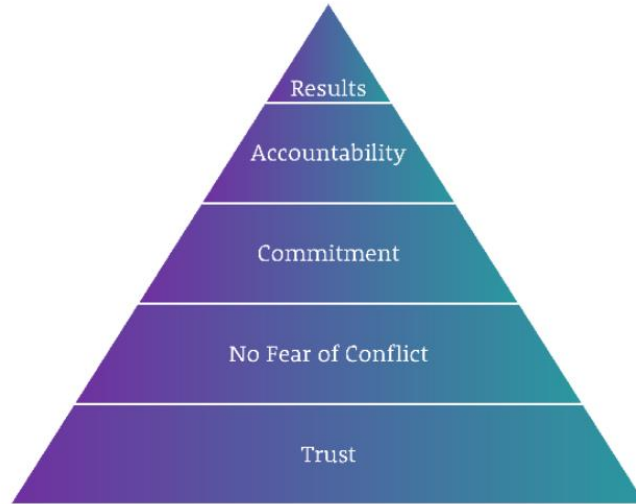 Results
Accountability
Commitment
No Fear of Conflict
Trust